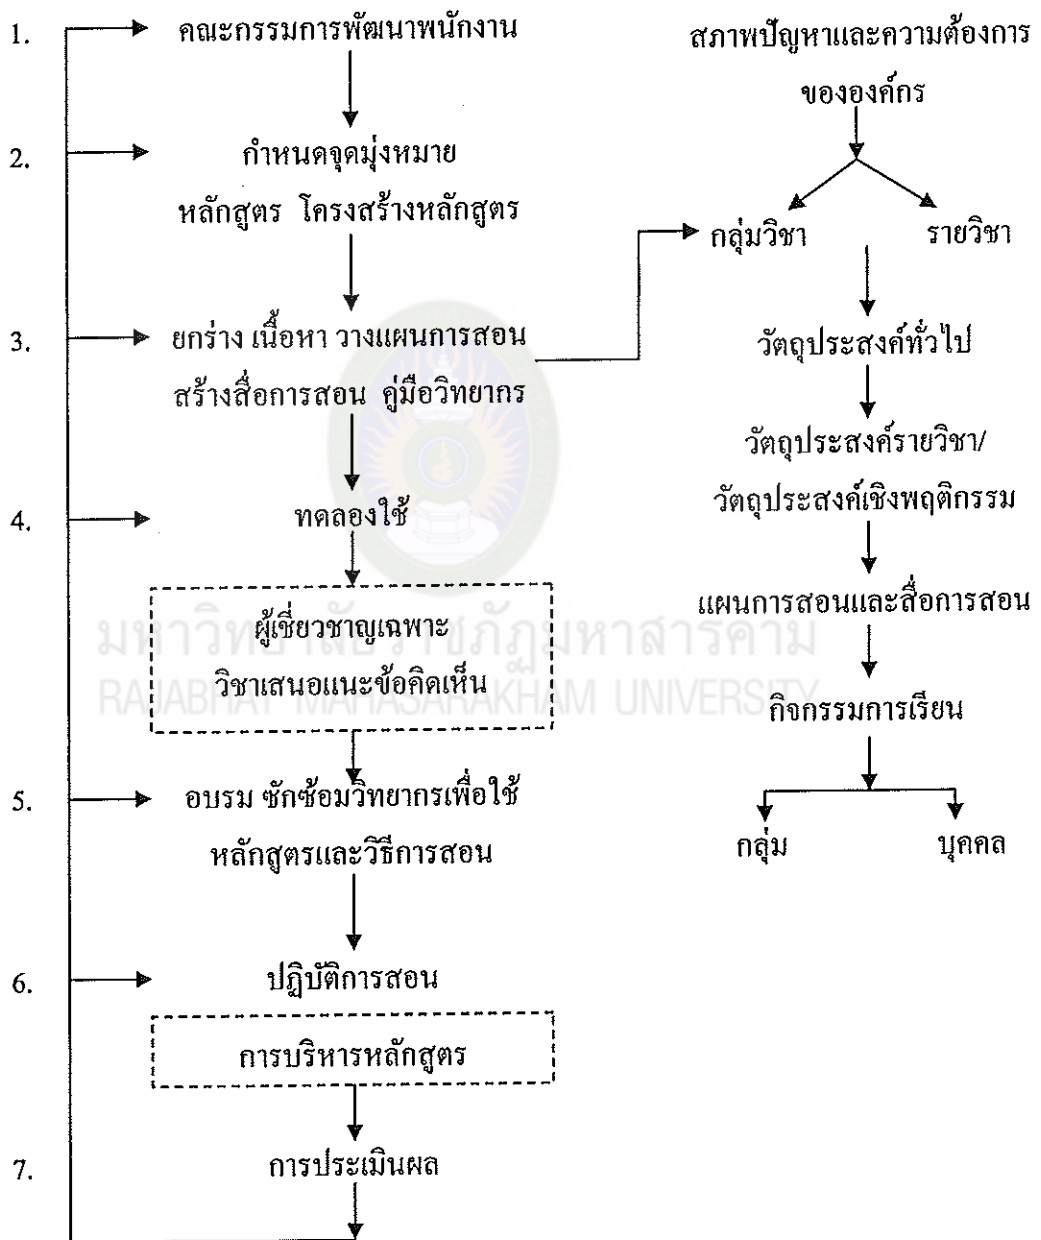 1. คณะกรรมการพัฒนาพนักงาน
2. กำหนดจุดมุ่งหมาย
หลักสูตร โครงสร้างหลักสูตร
3. ยกร่าง เนื้อหา วางแผนการสอน
สร้างสื่อการสอน คู่มือวิทยากร
4. ทดลองใช้
ผู้เชี่ยวชาญเฉพาะ
วิชาเสนอแนะข้อคิดเห็น
5. อบรม ซักซ้อมวิทยากรเพื่อใช้
หลักสูตรและวิธีการสอน
6. ปฏิบัติการสอน
การบริหารหลักสูตร
7. การประเมินผล
สภาพปัญหาและความต้องการ
ขององค์กร
กลุ่มวิชา รายวิชา
วัตถุประสงค์ทั่วไป
วัตถุประสงค์รายวิชา/
วัตถุประสงค์เชิงพฤติกรรม
แผนการสอนและสื่อการสอน
กิจกรรมการเรียน
กลุ่ม บุคคล
มหาวิทยาลัยราชภัฏมหาสารคาม
RAJABHAT MAHASARAKHAM UNIVERSITY